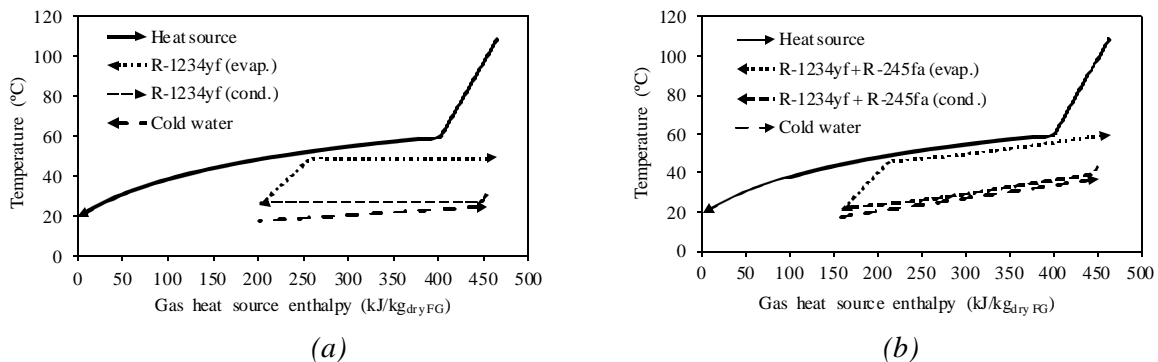 120
100
80
60
40
20
0
Temperature (ºC)
Heat source
R-1234yf (evap.)
R-1234yf (cond.)
Cold water
0 50 100 150 200 250 300 350 400 450 500
Gas heat source enthalpy (kJ/kgdry FG)
(a)
120
100
80
60
40
20
0
Temperature (ºC)
Heat source
R-1234yf + R-245fa (evap.)
R-1234yf + R-245fa (cond.)
Cold water
0 50 100 150 200 250 300 350 400 450 500
Gas heat source enthalpy (kJ/kgdry FG)
(b)